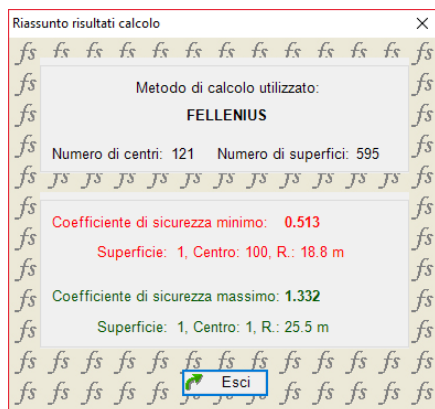 Riassunto risultati calcolo
Metodo di calcolo utilizzato:
FELLENIUS
Numero di centri: 121 Numero di superfici: 595
Coefficiente di sicurezza minimo: 0.513
Superficie: 1, Centro: 100, R.: 18.8 m
Coefficiente di sicurezza massimo: 1.332
Superficie: 1, Centro: 1, R.: 25.5 m
Esci